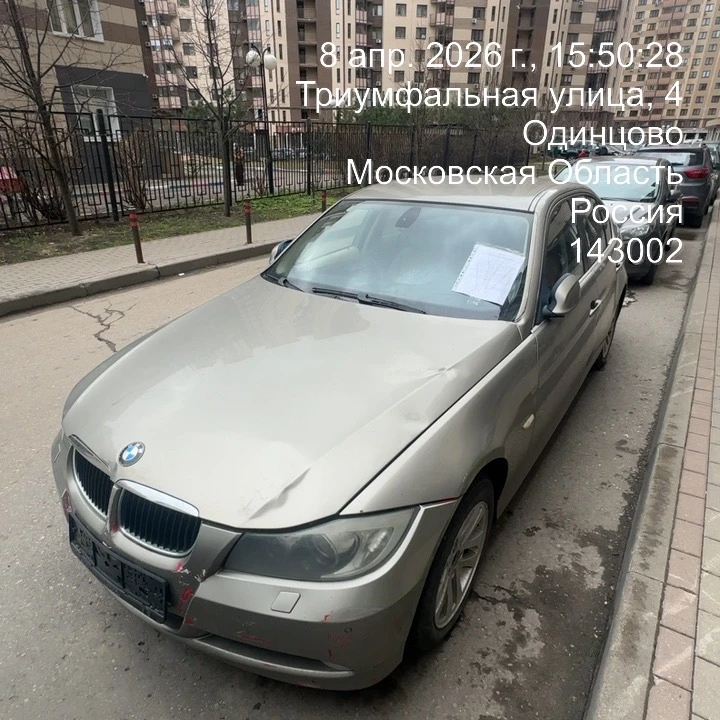 8 апр. 2026 г., 15:50:28
Триумфальная улица, 4
Одинцово
Московская Область
Россия
143002